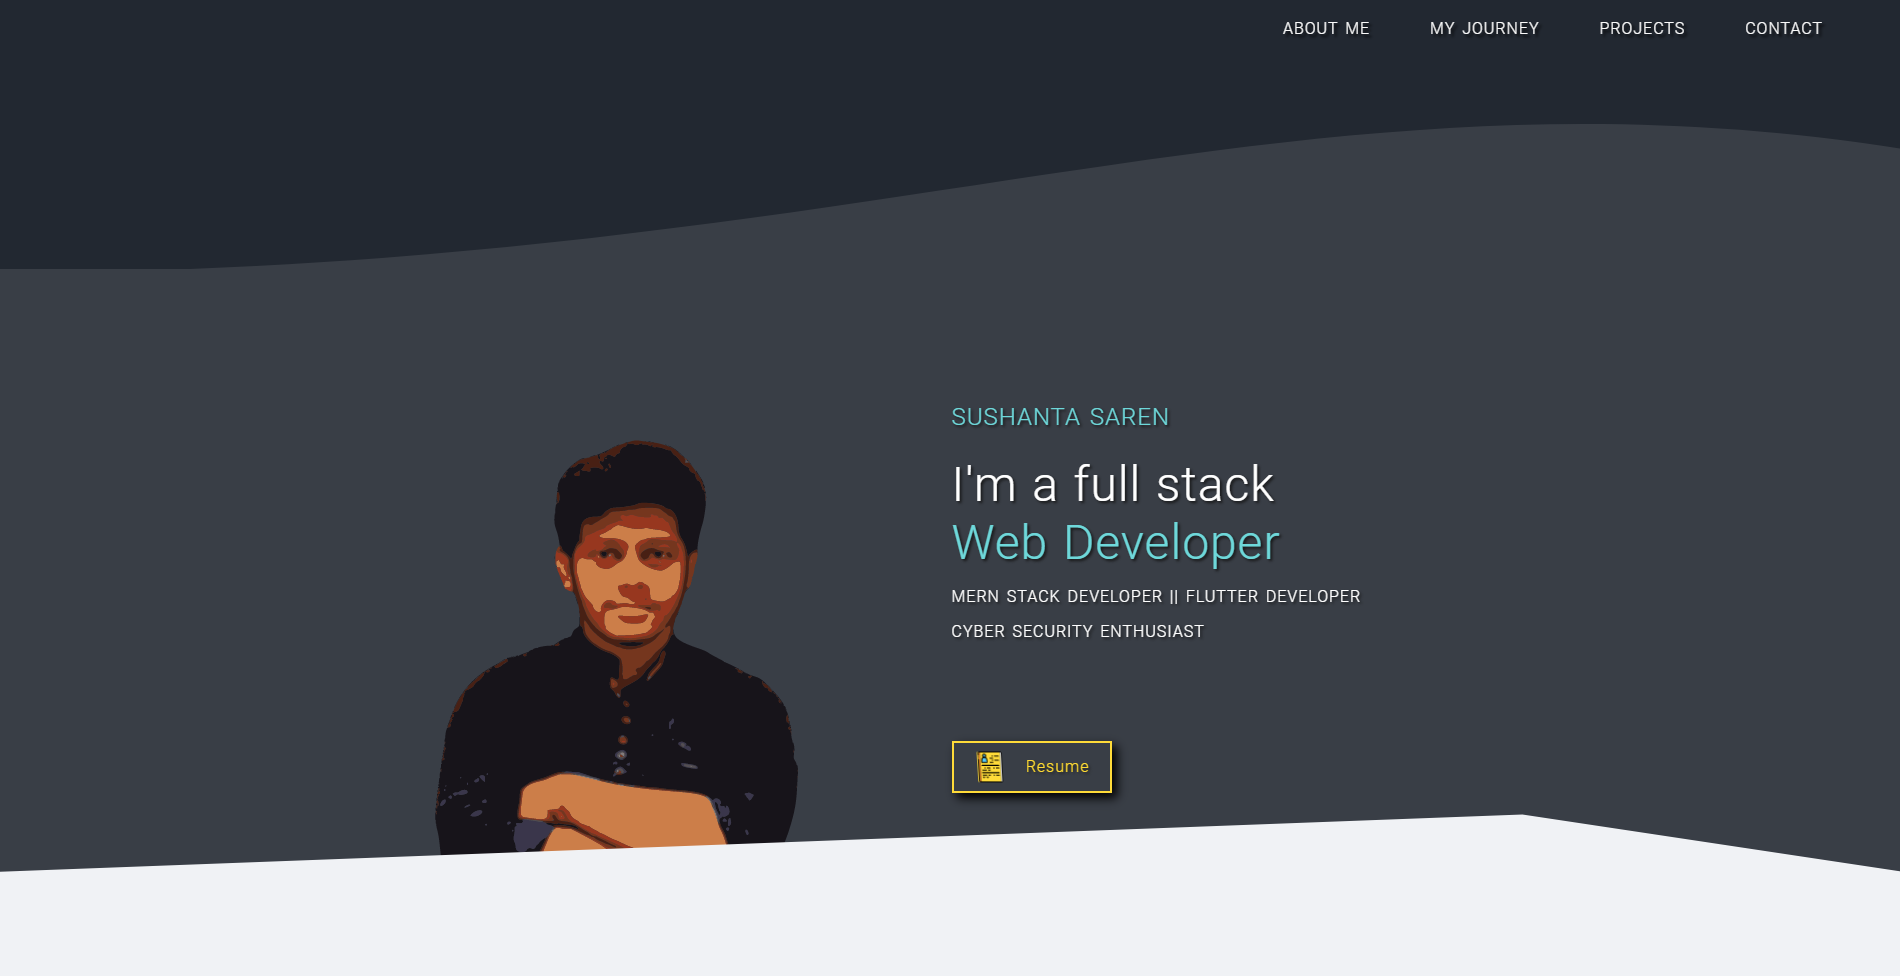 ABOUT ME MY JOURNEY PROJECTS CONTACT
SUSHANTA SAREN
I'm a full stack
Web Developer
MERN STACK DEVELOPER || FLUTTER DEVELOPER
CYBER SECURITY ENTHUSIAST
Resume